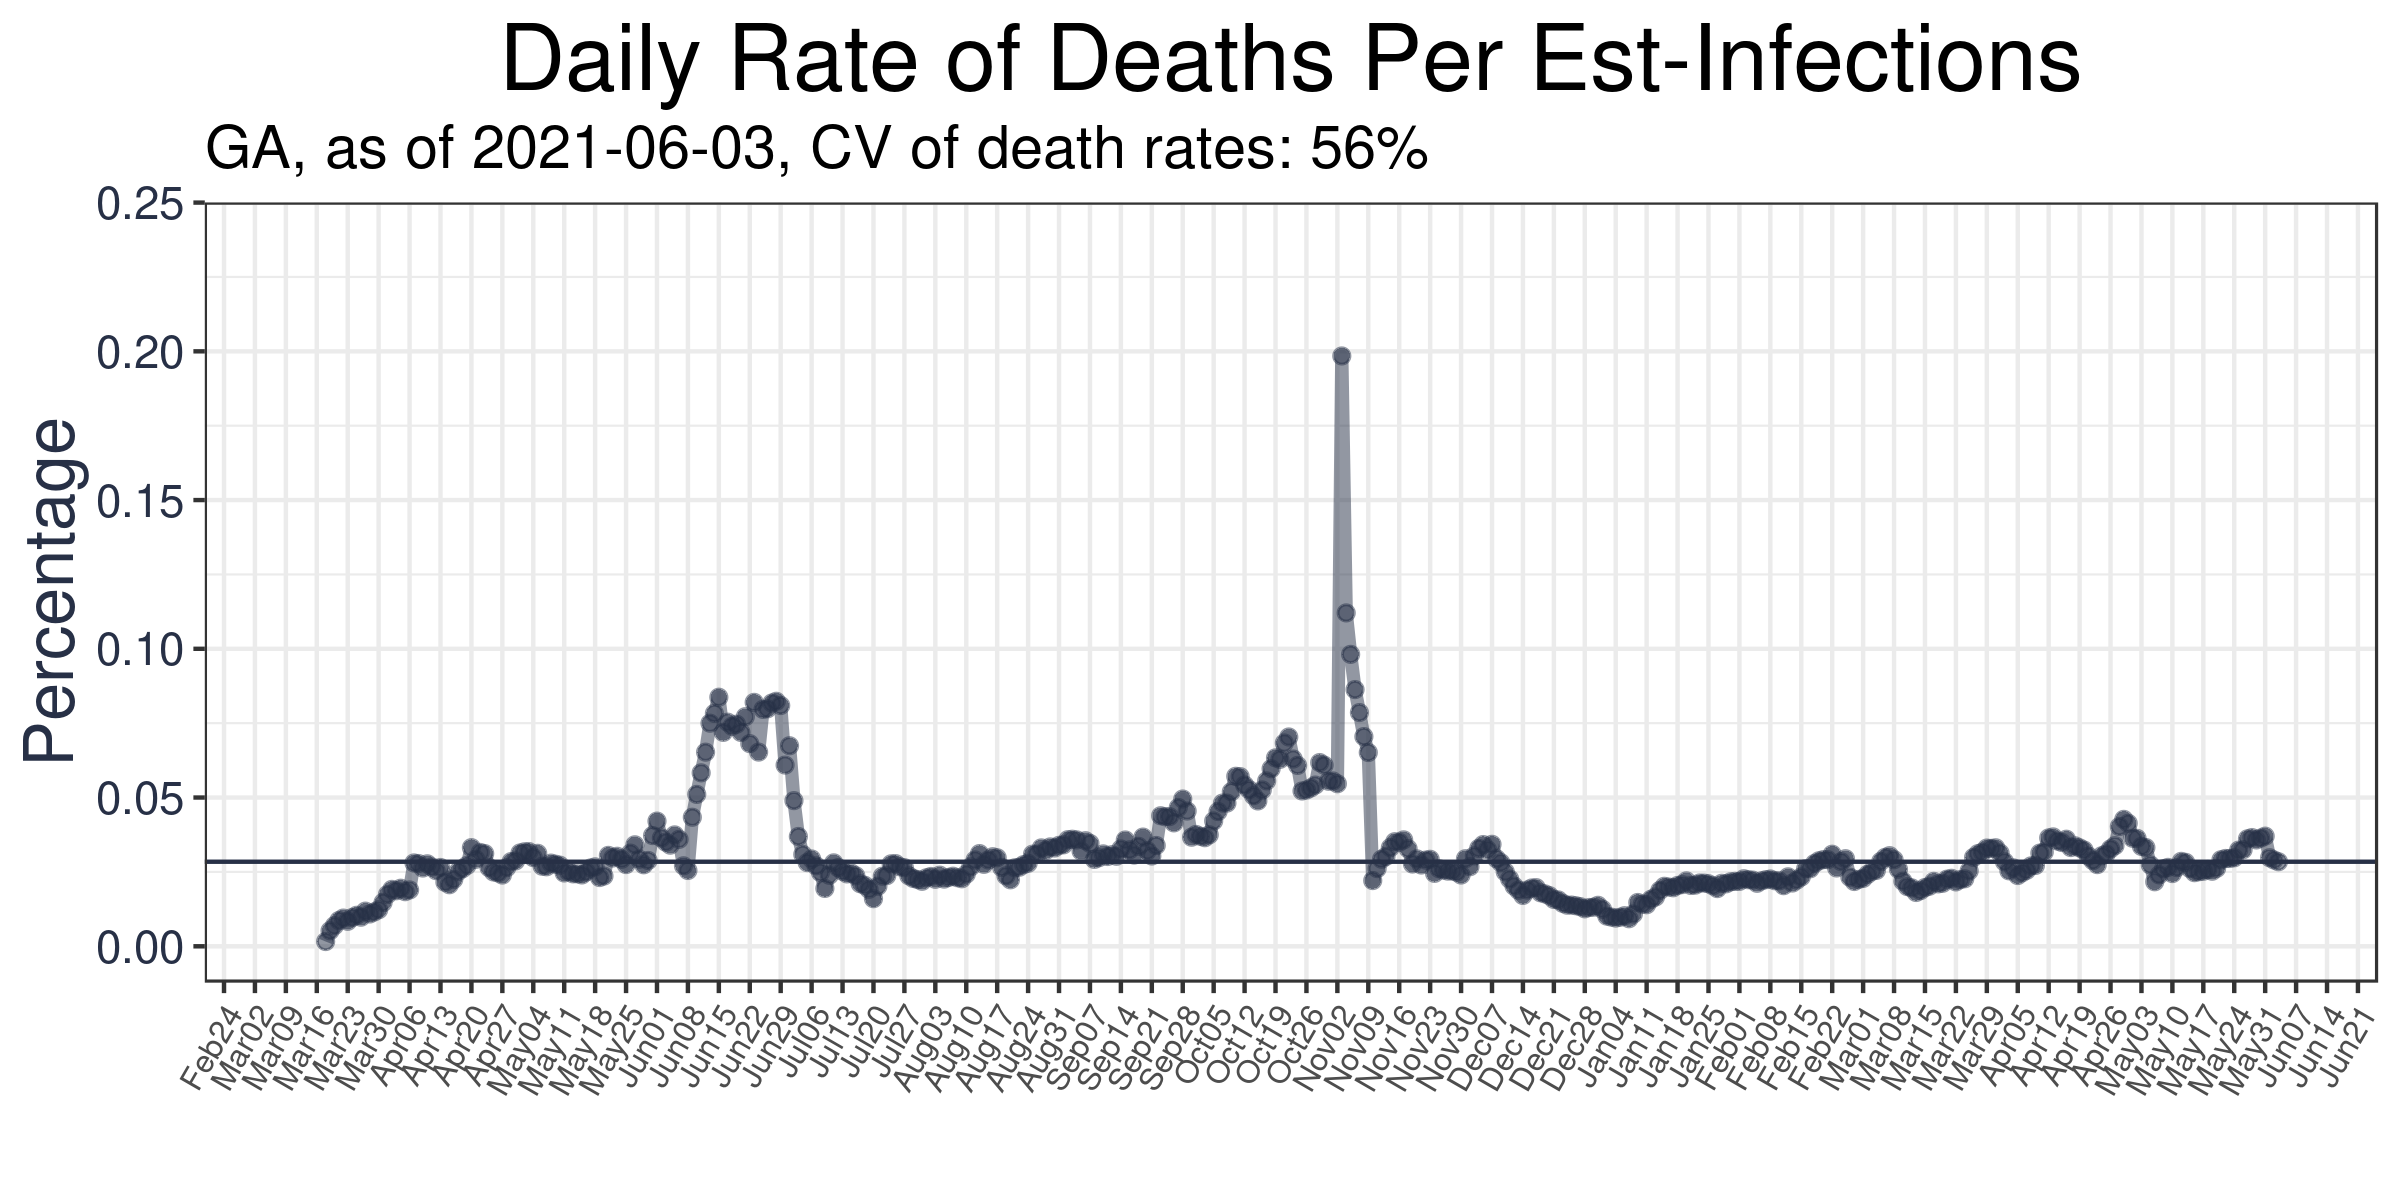 Daily Rate of Deaths Per Est-Infections
GA, as of 2021-06-03, CV of death rates: 56%
Percentage
0.25
0.20
0.15
0.10
0.05
0.00
Feb24
Mar02
Mar09
Mar16
Mar23
Mar30
Apr06
Apr13
Apr20
Apr27
May04
May11
May18
May25
Jun01
Jun08
Jun15
Jun22
Jun29
Jul06
Jul13
Jul20
Jul27
Aug03
Aug10
Aug17
Aug24
Aug31
Sep07
Sep14
Sep21
Sep28
Oct05
Oct12
Oct19
Oct26
Nov02
Nov09
Nov16
Nov23
Nov30
Dec07
Dec14
Dec21
Dec28
Jan04
Jan11
Jan18
Jan25
Feb01
Feb08
Feb15
Feb22
Mar01
Mar08
Mar15
Mar22
Mar29
Apr05
Apr12
Apr19
Apr26
May03
May10
May17
May24
May31
Jun07
Jun14
Jun21